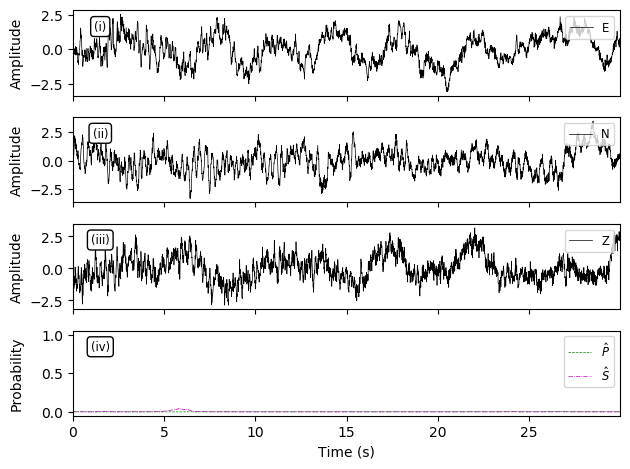 Amplitude
2.5
0.0
−2.5
(i)
E
Amplitude
2.5
0.0
−2.5
(ii)
N
Amplitude
2.5
0.0
−2.5
(iii)
Z
Probability
1.0
0.5
0.0
(iv)
P̂
Ŝ
0 5 10 15 20 25
Time (s)